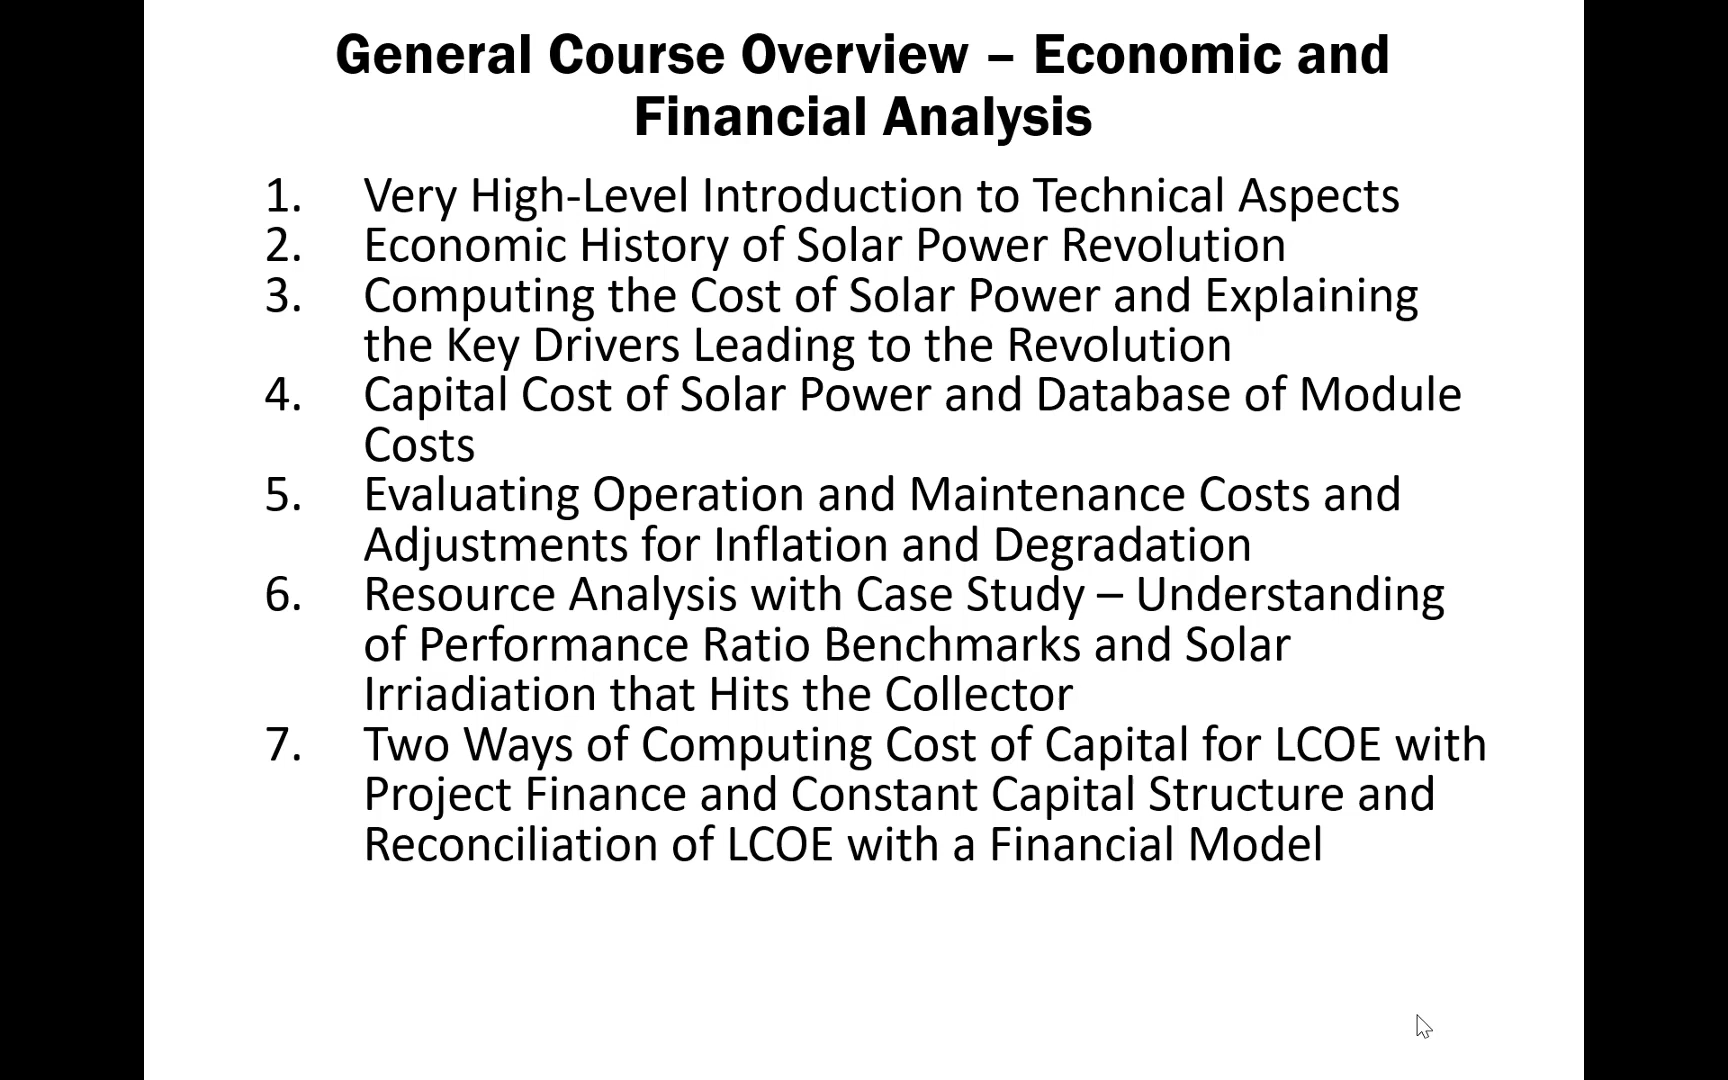 General Course Overview – Economic and
Financial Analysis
1. Very High-Level Introduction to Technical Aspects
2. Economic History of Solar Power Revolution
3. Computing the Cost of Solar Power and Explaining
the Key Drivers Leading to the Revolution
4. Capital Cost of Solar Power and Database of Module
Costs
5. Evaluating Operation and Maintenance Costs and
Adjustments for Inflation and Degradation
6. Resource Analysis with Case Study – Understanding
of Performance Ratio Benchmarks and Solar
Irriadiation that Hits the Collector
7. Two Ways of Computing Cost of Capital for LCOE with
Project Finance and Constant Capital Structure and
Reconciliation of LCOE with a Financial Model